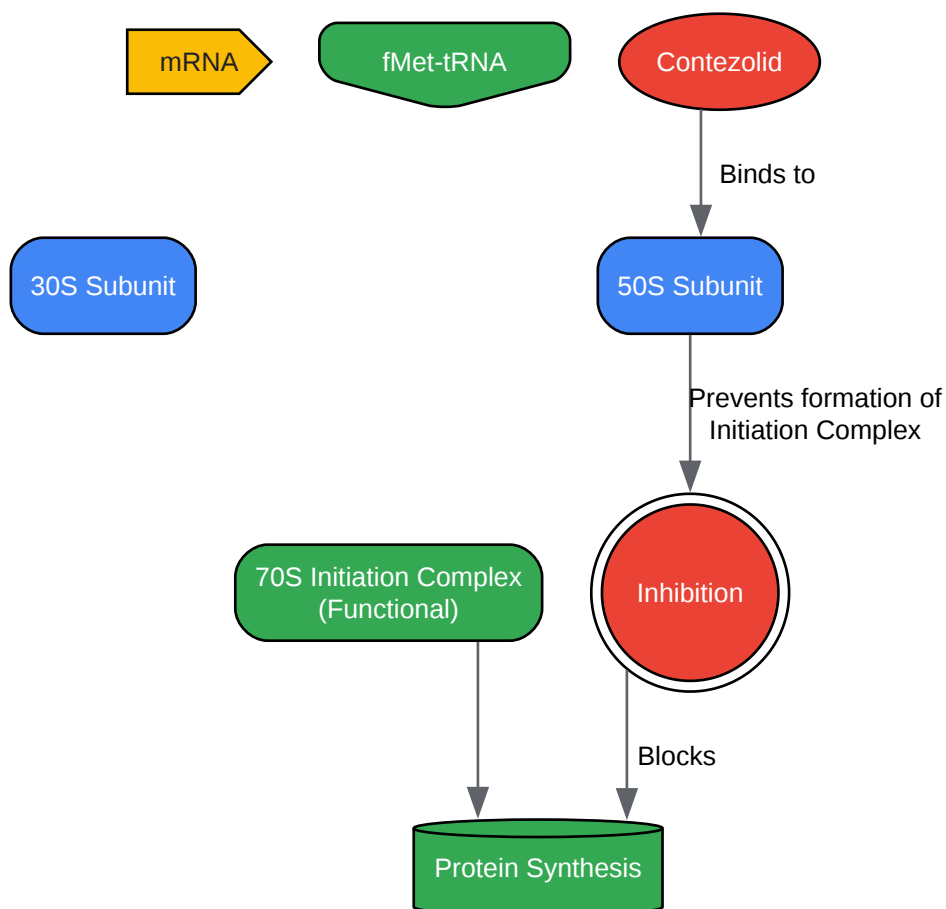 mRNA
fMet-tRNA
Contezolid
Binds to
30S Subunit
50S Subunit
Prevents formation of
Initiation Complex
70S Initiation Complex
(Functional)
Inhibition
Blocks
Protein Synthesis